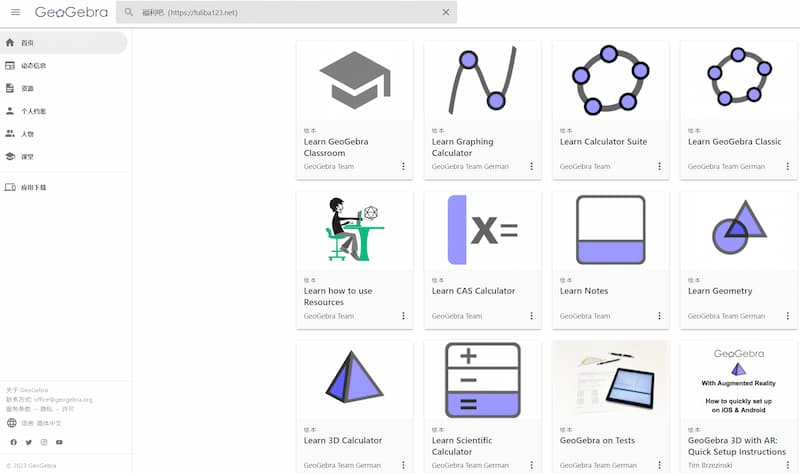 GeoGebra
福利吧 (https://fuliba123.net)
首页
动态信息
资源
个人档案
人物
课堂
应用下载
关于 GeoGebra
联系方式: office@geogebra.org
服务条款 – 隐私 – 许可
语言: 简体中文
© 2023 GeoGebra
绘本
Learn GeoGebra
Classroom
GeoGebra Team
绘本
Learn Graphing
Calculator
GeoGebra Team German
绘本
Learn Calculator Suite
GeoGebra Team
绘本
Learn GeoGebra Classic
GeoGebra Team German
绘本
Learn how to use
Resources
GeoGebra Team
X=
绘本
Learn CAS Calculator
GeoGebra Team
绘本
Learn Notes
GeoGebra Team
绘本
Learn Geometry
GeoGebra Team German
绘本
Learn 3D Calculator
GeoGebra Team German
+
−
=
绘本
Learn Scientific
Calculator
GeoGebra Team German
绘本
GeoGebra on Tests
GeoGebra Team German
GeoGebra
With Augmented Reality
How to quickly set up
on iOS & Android
绘本
GeoGebra 3D with AR:
Quick Setup Instructions
Tim Brzezinski